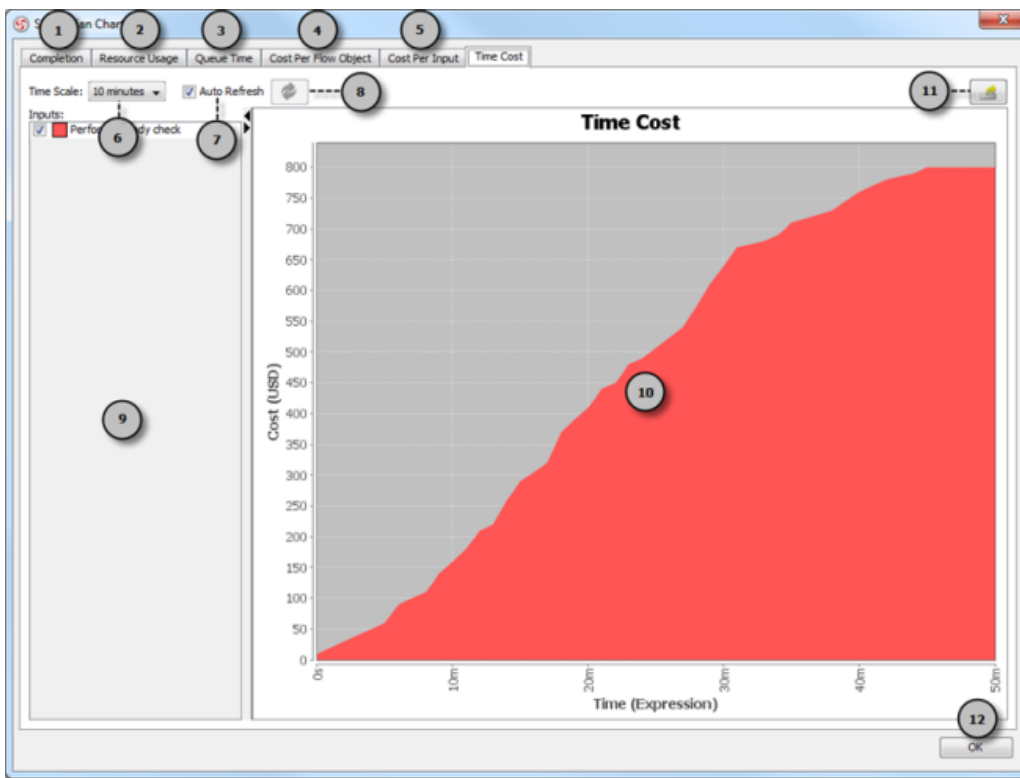 1
2
3
4
5
Completion
Resource Usage
Queue Time
Cost Per Flow Object
Cost Per Input
Time Cost
Time Scale:
10 minutes
Auto Refresh
8
11
Inputs:
check
6
7
Time Cost
800
750
700
650
600
550
500
450
400
350
300
250
200
150
100
50
0
Cost (USD)
9
10
0s
10m
20m
30m
40m
50m
Time (Expression)
12
OK